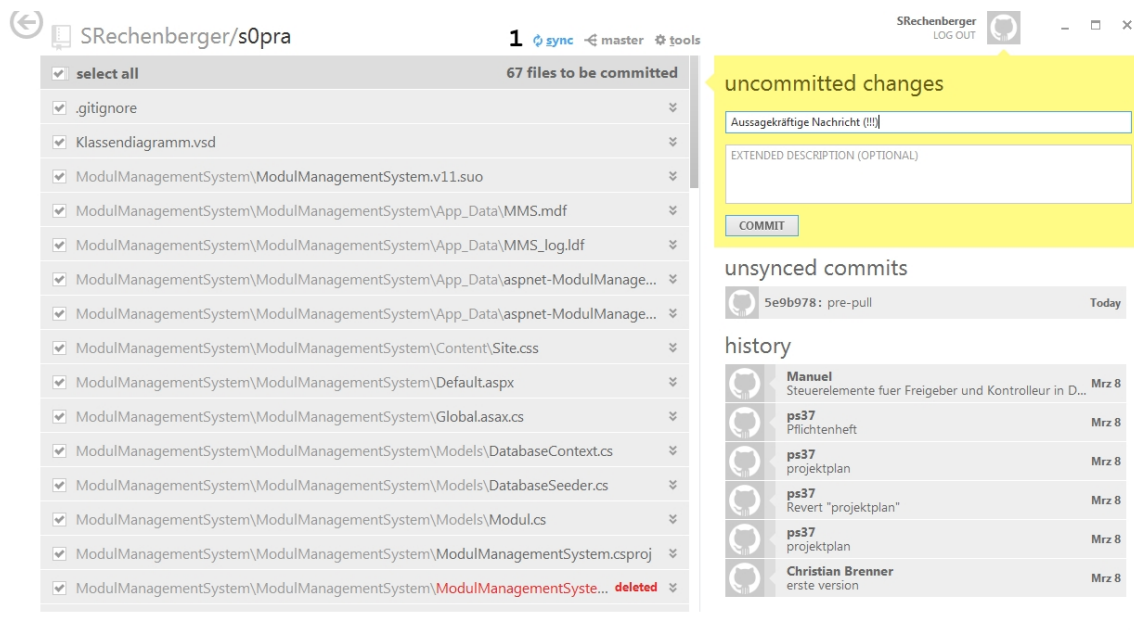 SRechenberger/s0pra
1 sync master tools
SRechenberger
LOG OUT
select all 67 files to be committed
.gitignore
Klassendiagramm.vsd
ModulManagementSystem\ModulManagementSystem.v11.suo
ModulManagementSystem\ModulManagementSystem\App_Data\MMS.mdf
ModulManagementSystem\ModulManagementSystem\App_Data\MMS_log.ldf
ModulManagementSystem\ModulManagementSystem\App_Data\aspnet-ModulManage...
ModulManagementSystem\ModulManagementSystem\App_Data\aspnet-ModulManage...
ModulManagementSystem\ModulManagementSystem\Content\Site.css
ModulManagementSystem\ModulManagementSystem\Default.aspx
ModulManagementSystem\ModulManagementSystem\Global.asax.cs
ModulManagementSystem\ModulManagementSystem\Models\DatabaseContext.cs
ModulManagementSystem\ModulManagementSystem\Models\DatabaseSeeder.cs
ModulManagementSystem\ModulManagementSystem\Models\Modul.cs
ModulManagementSystem\ModulManagementSystem\ModulManagementSystem.csproj
ModulManagementSystem\ModulManagementSystem\ModulManagementSyste... deleted
uncommitted changes
Aussagekräftige Nachricht (!!!)
EXTENDED DESCRIPTION (OPTIONAL)
COMMIT
unsynced commits
5e9b978: pre-pull Today
history
Manuel
Steuerelemente fuer Freigeber und Kontrolleur in D... Mrz 8
ps37
Pflichtenheft Mrz 8
ps37
projektplan Mrz 8
ps37
Revert "projektplan" Mrz 8
ps37
projektplan Mrz 8
Christian Brenner
erste version Mrz 8